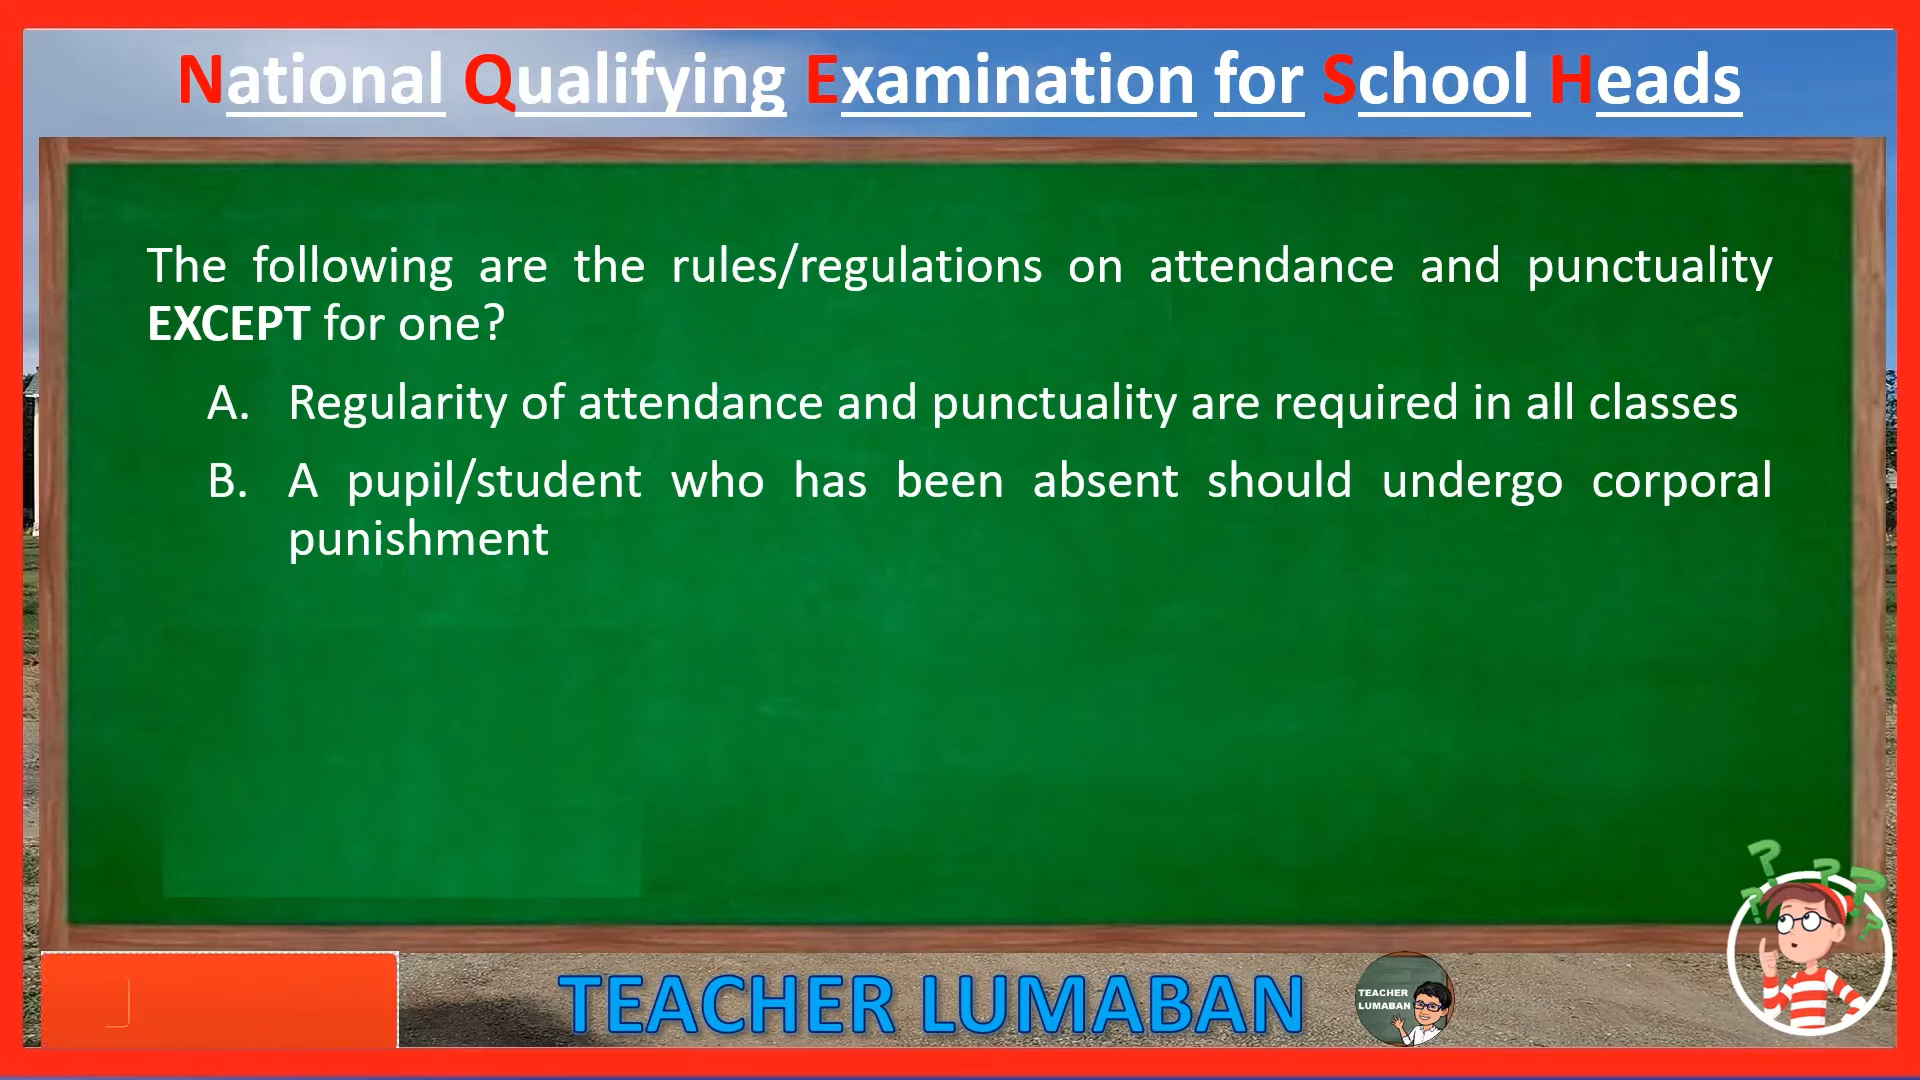 National Qualifying Examination for School Heads
The following are the rules/regulations on attendance and punctuality
EXCEPT for one?
A. Regularity of attendance and punctuality are required in all classes
B. A pupil/student who has been absent should undergo corporal
punishment
TEACHER LUMABAN
TEACHER
LUMABAN